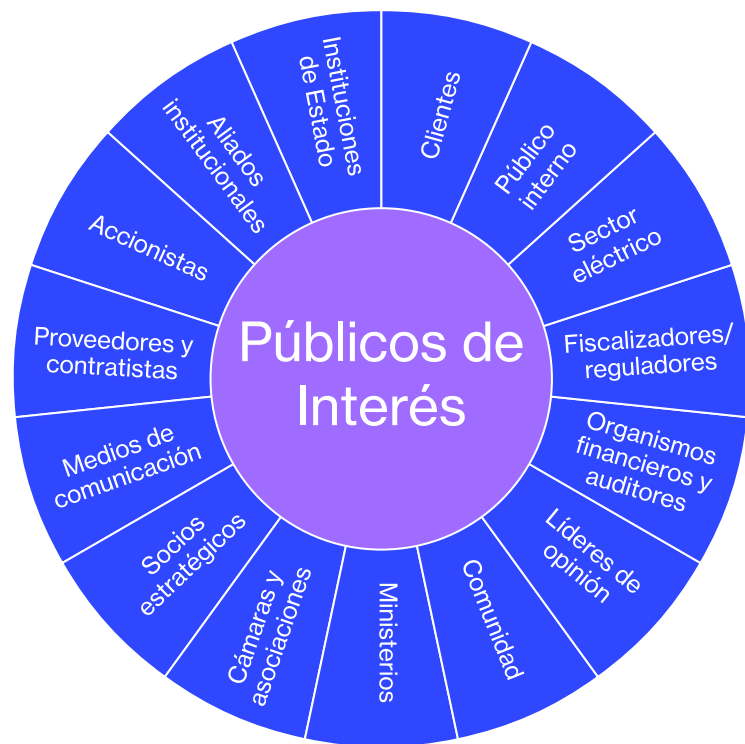 Públicos de
Interés
Clientes
Público
interno
Sector
eléctrico
Fiscalizadores/
reguladores
Organismos
financieros y
auditores
Líderes de
opinión
Comunidad
Ministerios
Cámaras y
asociaciones
Socios
estratégicos
Medios de
comunicación
Proveedores y
contratistas
Accionistas
Aliados
institucionales
Instituciones
de Estado